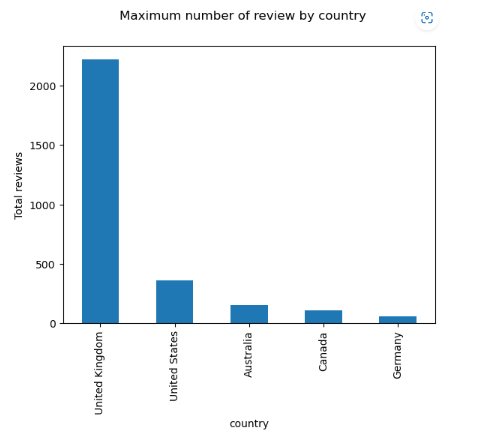 Maximum number of review by country
Total reviews
2000
1500
1000
500
0
United Kingdom
United States
Australia
Canada
Germany
country